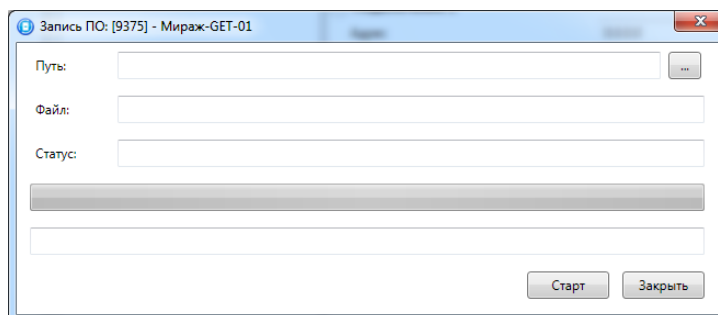 Запись ПО: [9375] - Мираж-GET-01
Путь:
...
Файл:
Статус:
Старт
Закрыть